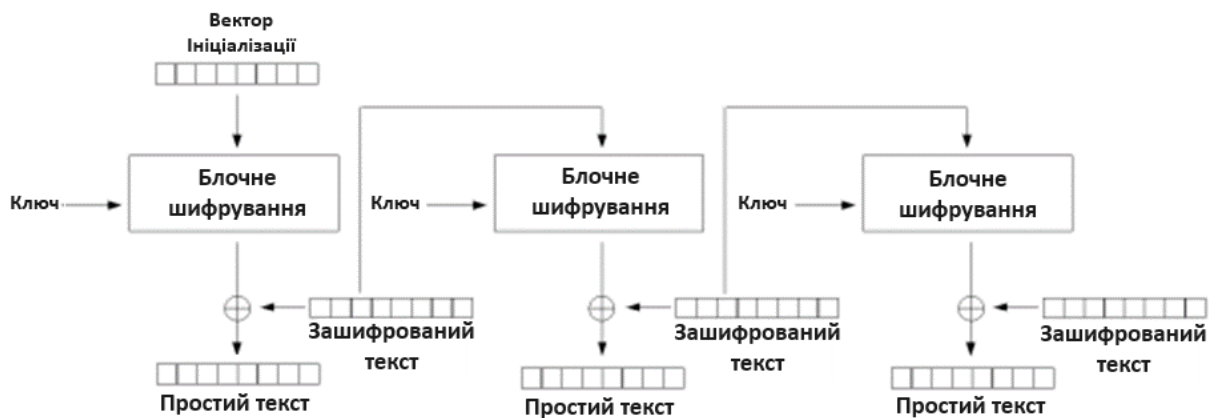 Вектор
Ініціалізації
Ключ
Блочне
шифрування
Ключ
Блочне
шифрування
Ключ
Блочне
шифрування
Зашифрований
текст
Зашифрований
текст
Зашифрований
текст
Простий текст
Простий текст
Простий текст